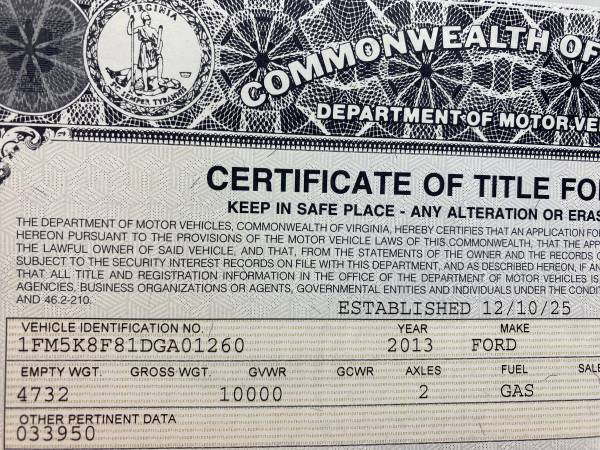 VIRGINIA
COMMONWEALTH OF
DEPARTMENT OF MOTOR VE
CERTIFICATE OF TITLE FO
KEEP IN SAFE PLACE - ANY ALTERATION OR ERAS
THE DEPARTMENT OF MOTOR VEHICLES, COMMONWEALTH OF VIRGINIA, HEREBY CERTIFIES THAT AN APPLICATION FOR
HEREON PURSUANT TO THE PROVISIONS OF THE MOTOR VEHICLE LAWS OF THIS COMMONWEALTH, THAT THE APP
THE LAWFUL OWNER OF SAID VEHICLE, AND THAT, FROM THE STATEMENTS OF THE OWNER AND THE RECORDS O
SUBJECT TO THE SECURITY INTEREST RECORDS ON FILE WITH THIS DEPARTMENT, AND AS DESCRIBED HEREON, IF AN
THAT ALL TITLE AND REGISTRATION INFORMATION IN THE OFFICE OF THE DEPARTMENT OF MOTOR VEHICLES IS
AGENCIES, BUSINESS ORGANIZATIONS OR AGENTS, GOVERNMENTAL ENTITIES AND INDIVIDUALS UNDER THE CONDIT
AND 46.2-210.
ESTABLISHED 12/10/25
VEHICLE IDENTIFICATION NO. YEAR MAKE
1FM5K8F81DGA01260 2013 FORD
EMPTY WGT. GROSS WGT. GVWR GCWR AXLES FUEL SALE
4732 10000 2 GAS
OTHER PERTINENT DATA
033950